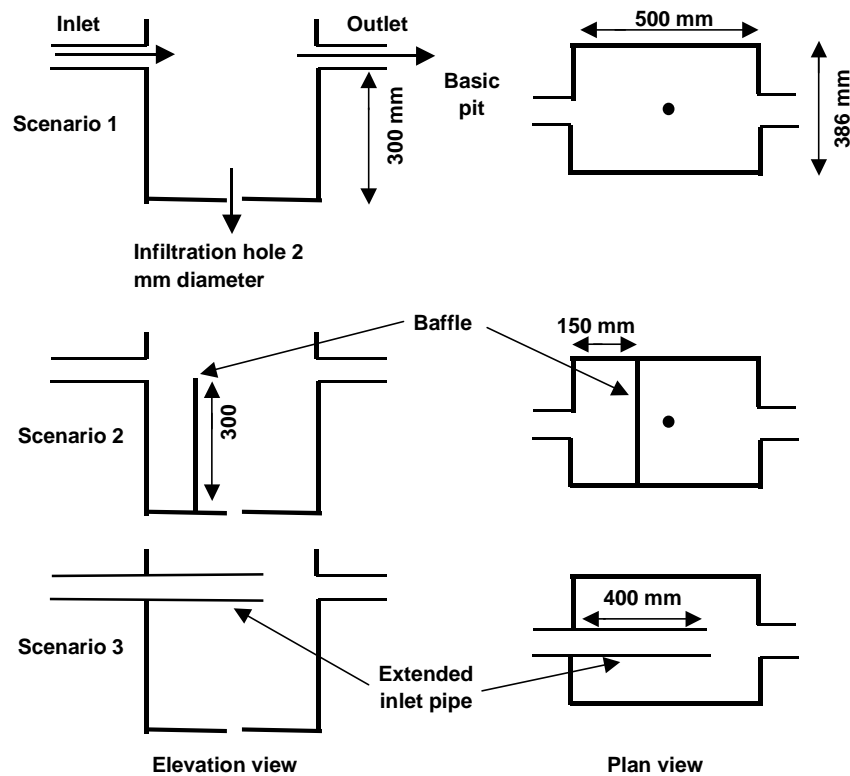 Inlet
Outlet
500 mm
Basic
pit
300 mm
386 mm
Scenario 1
Infiltration hole 2
mm diameter
Baffle
150 mm
300
Scenario 2
400 mm
Scenario 3
Extended
inlet pipe
Elevation view
Plan view